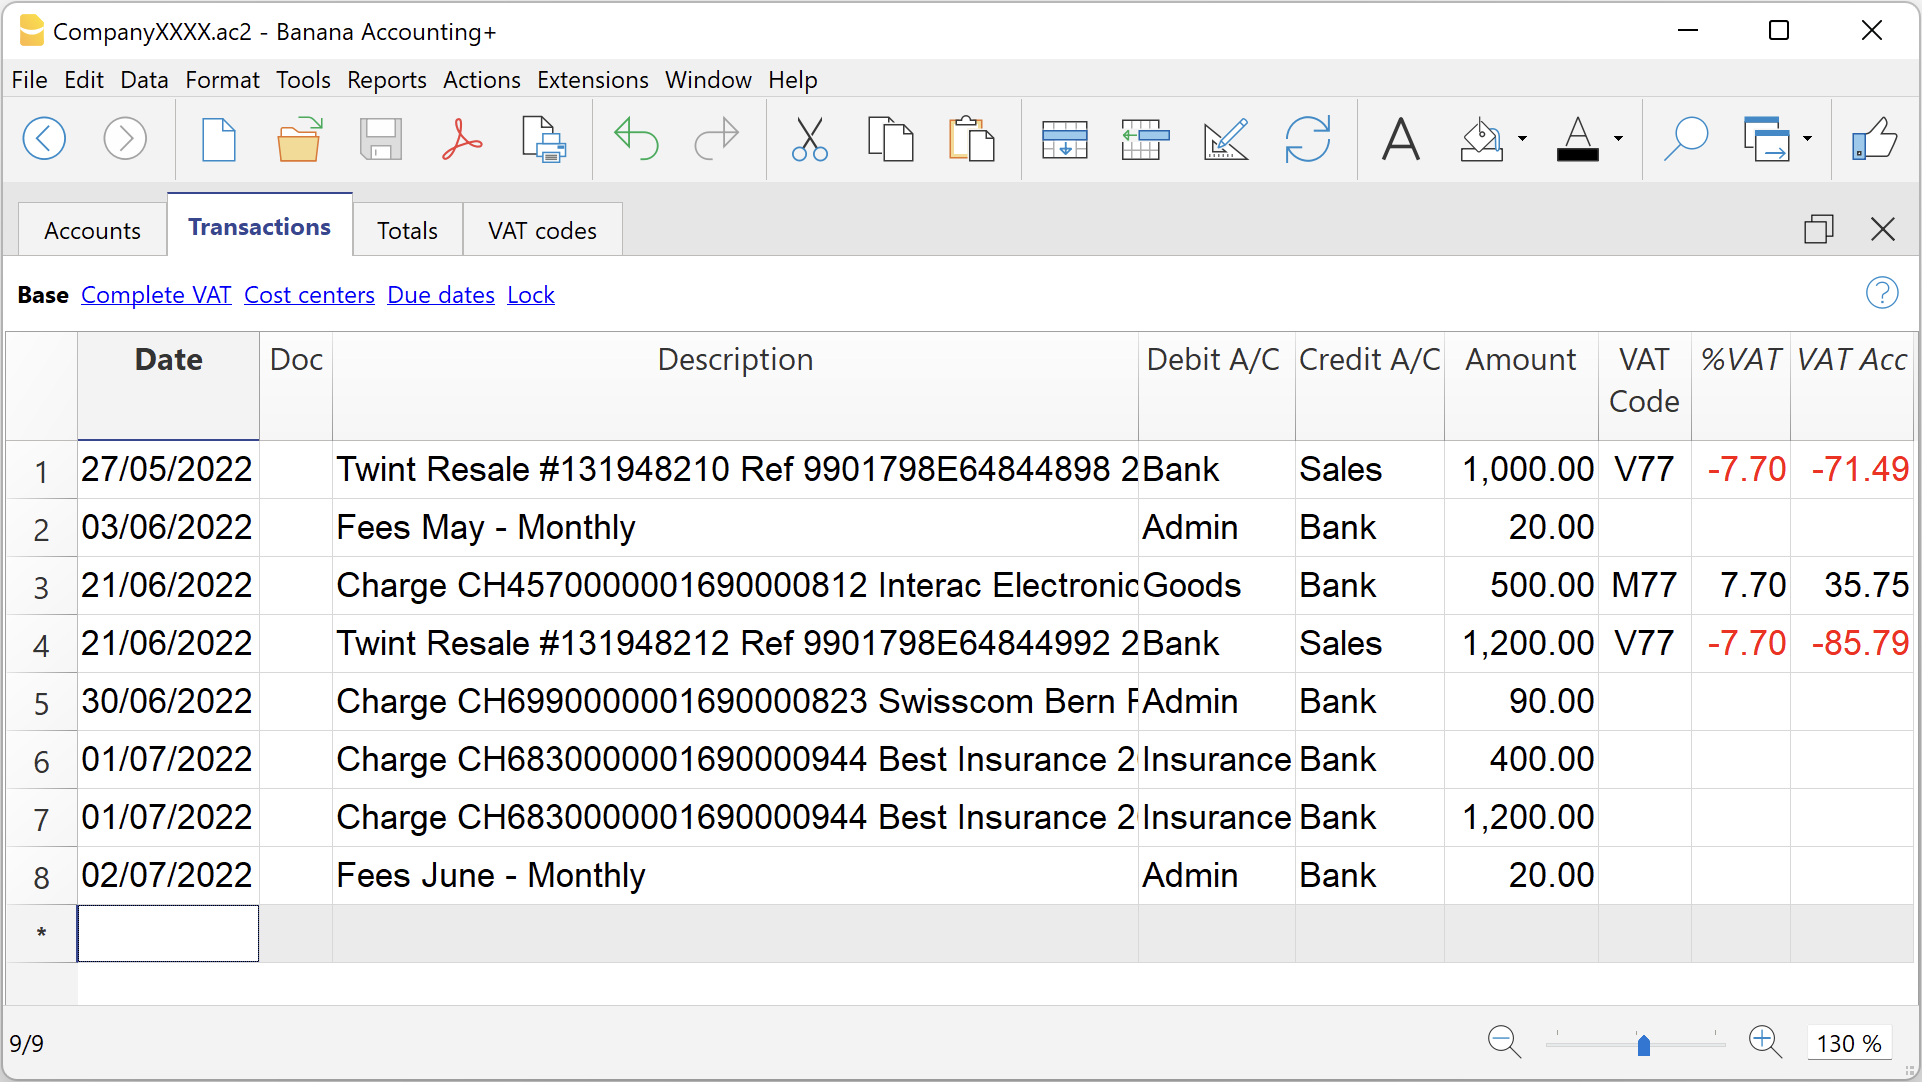 CompanyXXXX.ac2 - Banana Accounting+
File Edit Data Format Tools Reports Actions Extensions Window Help
Accounts Transactions Totals VAT codes
Base Complete VAT Cost centers Due dates Lock
Date Doc Description Debit A/C Credit A/C Amount VAT Code %VAT VAT Acc
1 27/05/2022 Twint Resale #131948210 Ref 9901798E64844898 2 Bank Sales 1,000.00 V77 -7.70 -71.49
2 03/06/2022 Fees May - Monthly Admin Bank 20.00
3 21/06/2022 Charge CH4570000001690000812 Interac Electronic Goods Bank 500.00 M77 7.70 35.75
4 21/06/2022 Twint Resale #131948212 Ref 9901798E64844992 2 Bank Sales 1,200.00 V77 -7.70 -85.79
5 30/06/2022 Charge CH6990000001690000823 Swisscom Bern Admin Bank 90.00
6 01/07/2022 Charge CH6830000001690000944 Best Insurance 2 Insurance Bank 400.00
7 01/07/2022 Charge CH6830000001690000944 Best Insurance 2 Insurance Bank 1,200.00
8 02/07/2022 Fees June - Monthly Admin Bank 20.00
*
9/9 130 %